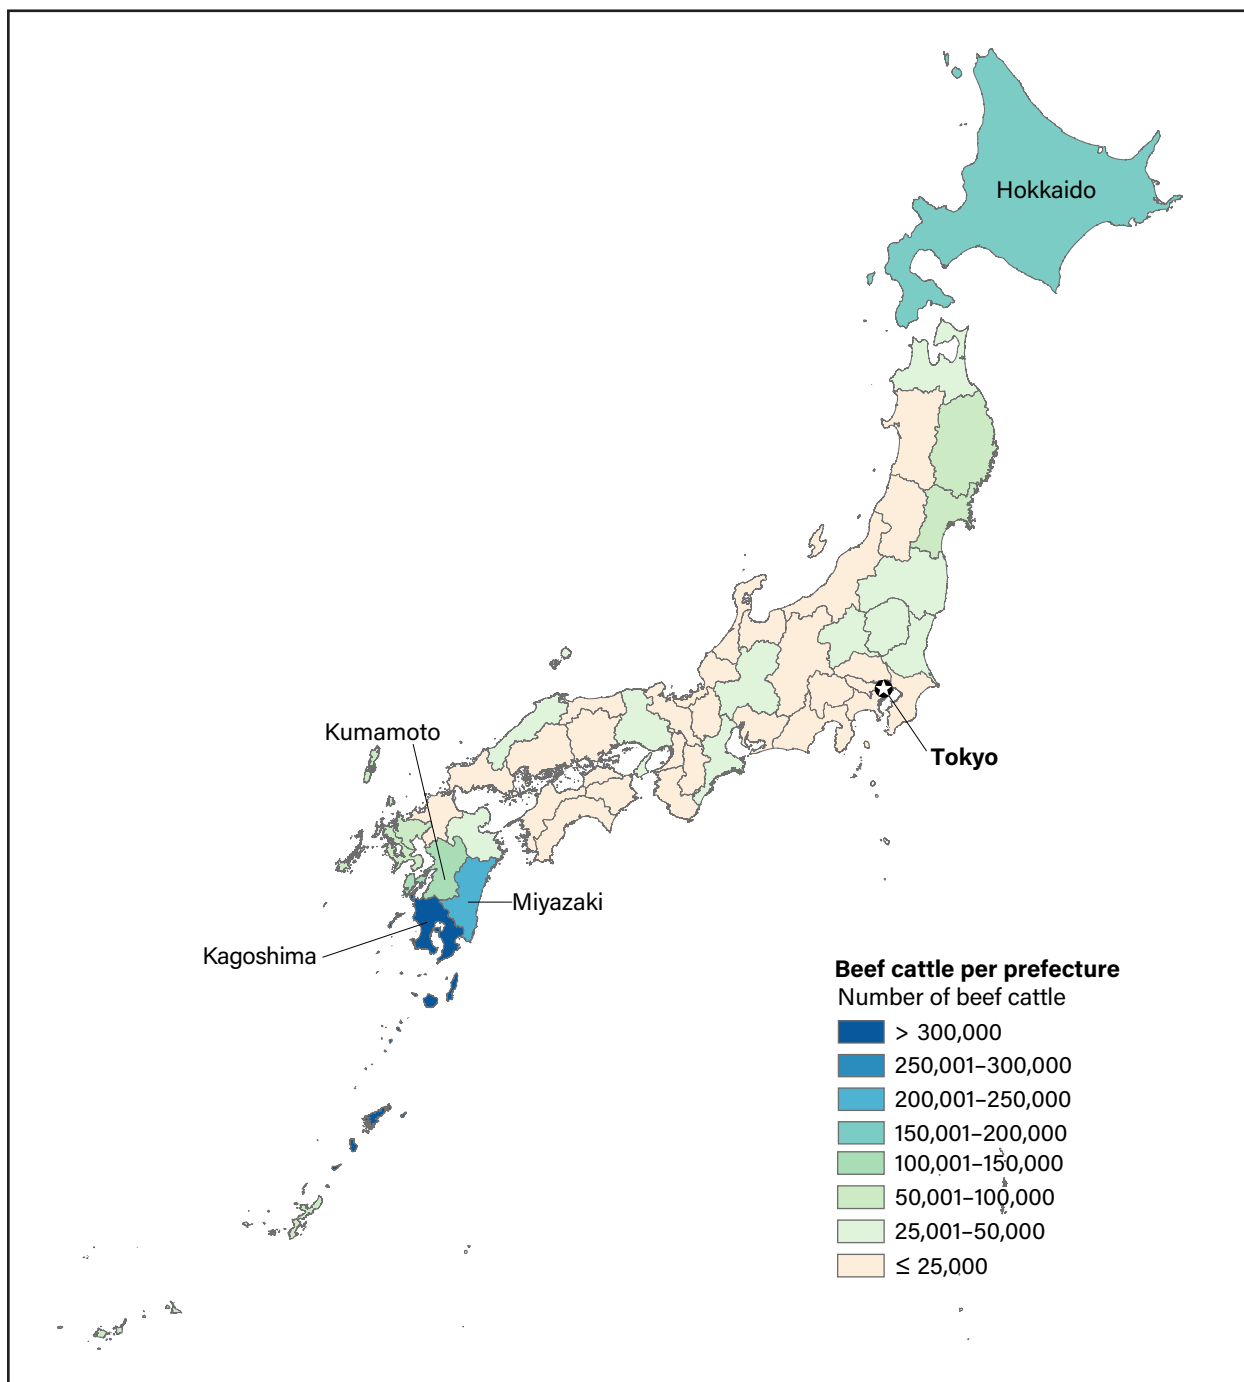 Hokkaido
Kumamoto
Tokyo
Miyazaki
Kagoshima
Beef cattle per prefecture
Number of beef cattle
> 300,000
250,001–300,000
200,001–250,000
150,001–200,000
100,001–150,000
50,001–100,000
25,001–50,000
≤ 25,000